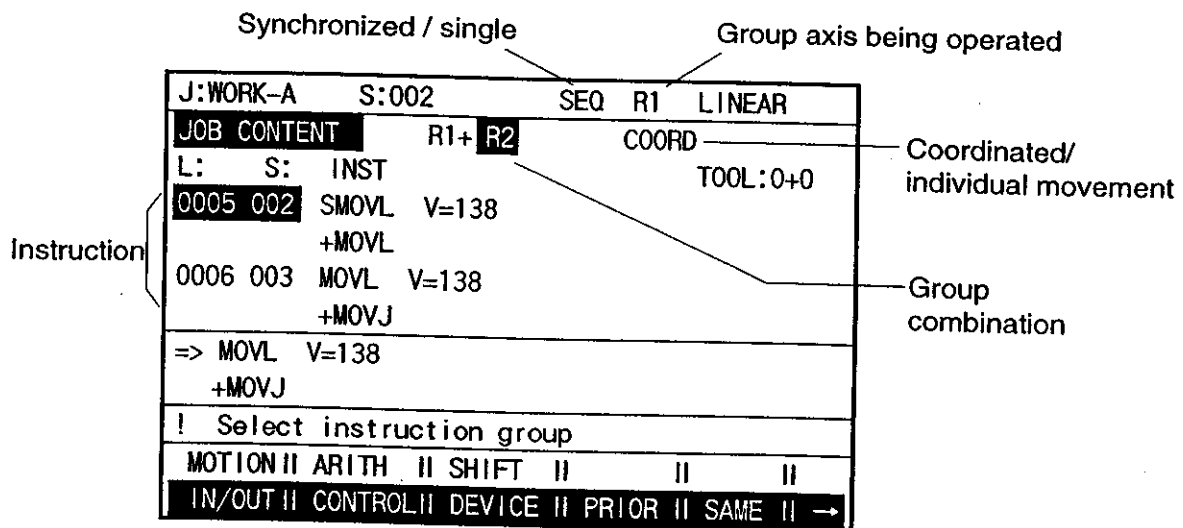 Synchronized / single
Group axis being operated
J:WORK-A S:002 SEQ R1 LINEAR
JOB CONTENT R1+ R2 COORD
L: S: INST TOOL:0+0
0005 002 SMOVL V=138
+MOVL
0006 003 MOVL V=138
+MOVJ
=> MOVL V=138
+MOVJ
! Select instruction group
MOTION || ARITH || SHIFT || || ||
IN/OUT || CONTROL || DEVICE || PRIOR || SAME || →
Instruction
Coordinated/
individual movement
Group
combination